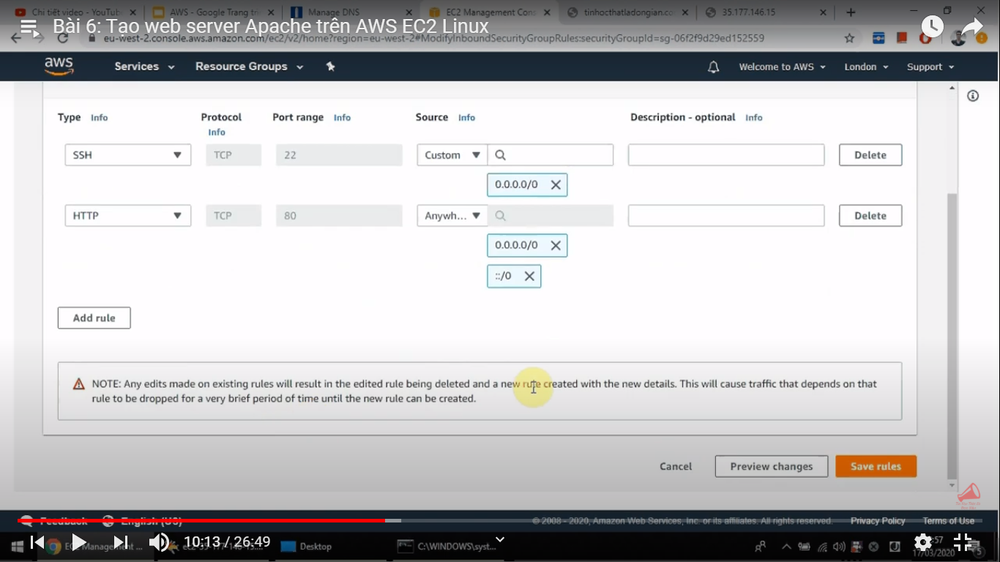 Chi tiết video - YouTub
AWS - Google Trang tr
Manage DNS
EC2 Management Cons
tinhocthatladongian.co
35.177.146.15
Bài 6: Tạo web server Apache trên AWS EC2 Linux
eu-west-2.console.aws.amazon.com/ec2/v2/home?region=eu-west-2#ModifyInboundSecurityGroupRules:securityGroupId=sg-06f2f9d29ed152559
aws Services Resource Groups Welcome to AWS London Support
Type Info Protocol Info Port range Info Source Info Description - optional Info
SSH TCP 22 Custom Delete
0.0.0.0/0
HTTP TCP 80 Anywh... Delete
0.0.0.0/0
::/0
Add rule
NOTE: Any edits made on existing rules will result in the edited rule being deleted and a new rule created with the new details. This will cause traffic that depends on that
rule to be dropped for a very brief period of time until the new rule can be created.
Cancel Preview changes Save rules
Feedback English (US) © 2008 - 2020, Amazon Web Services, Inc. or its affiliates. All rights reserved. Privacy Policy Terms of Use
10:13 / 26:49 Desktop C:\WINDOWS\syst...
17/03/2020